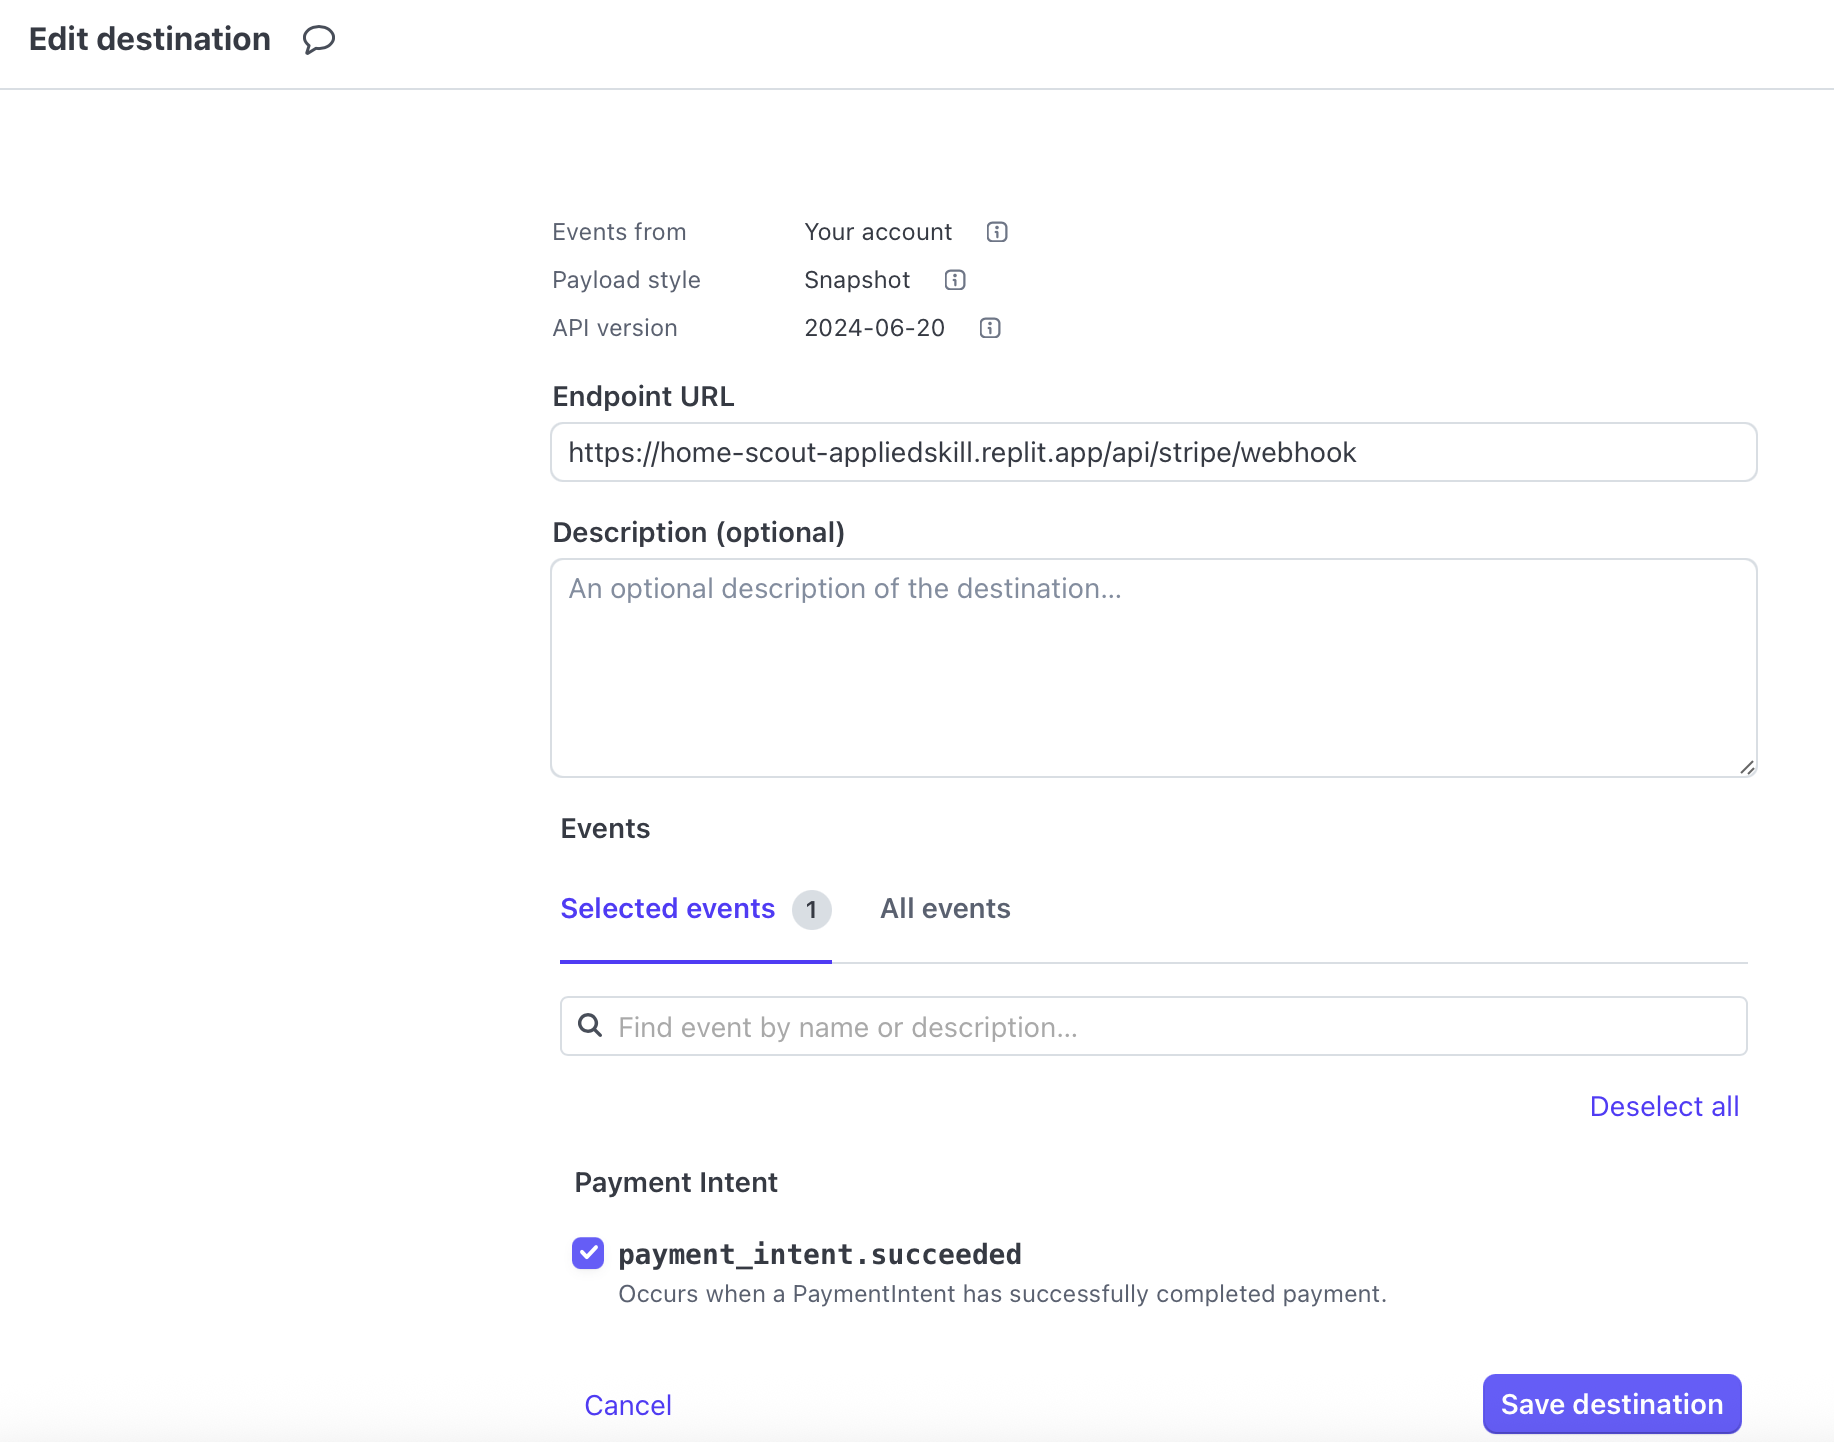 Edit destination
Events from Your account
Payload style Snapshot
API version 2024-06-20
Endpoint URL
https://home-scout-appliedskill.replit.app/api/stripe/webhook
Description (optional)
An optional description of the destination...
Events
Selected events 1 All events
Find event by name or description...
Deselect all
Payment Intent
payment_intent.succeeded
Occurs when a PaymentIntent has successfully completed payment.
Cancel Save destination